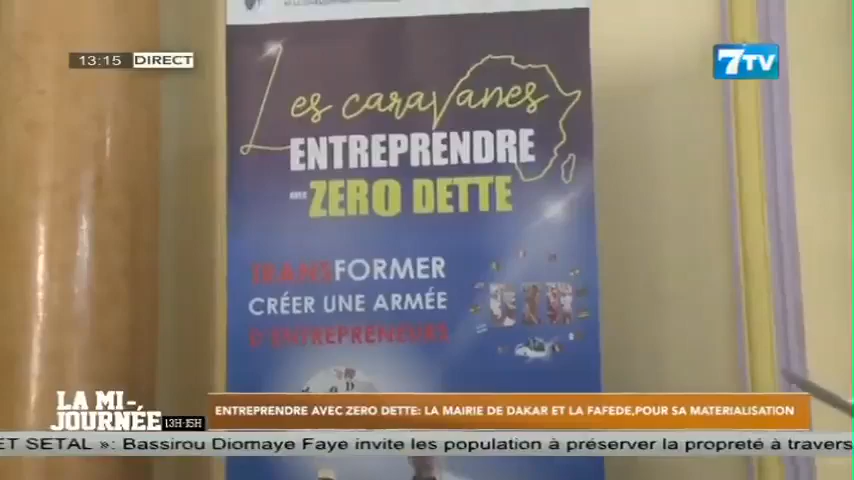 13:15 DIRECT
7TV
Les caravanes
ENTREPRENDRE
AVEC ZERO DETTE
TRANSFORMER
CRÉER UNE ARMÉE
D'ENTREPRENEURS
LA MI-
JOURNÉE 13H-15H
ENTREPRENDRE AVEC ZERO DETTE: LA MAIRIE DE DAKAR ET LA FAFEDE,POUR SA MATERIALISATION
ET SETAL »: Bassirou Diomaye Faye invite les population à préserver la propreté à travers